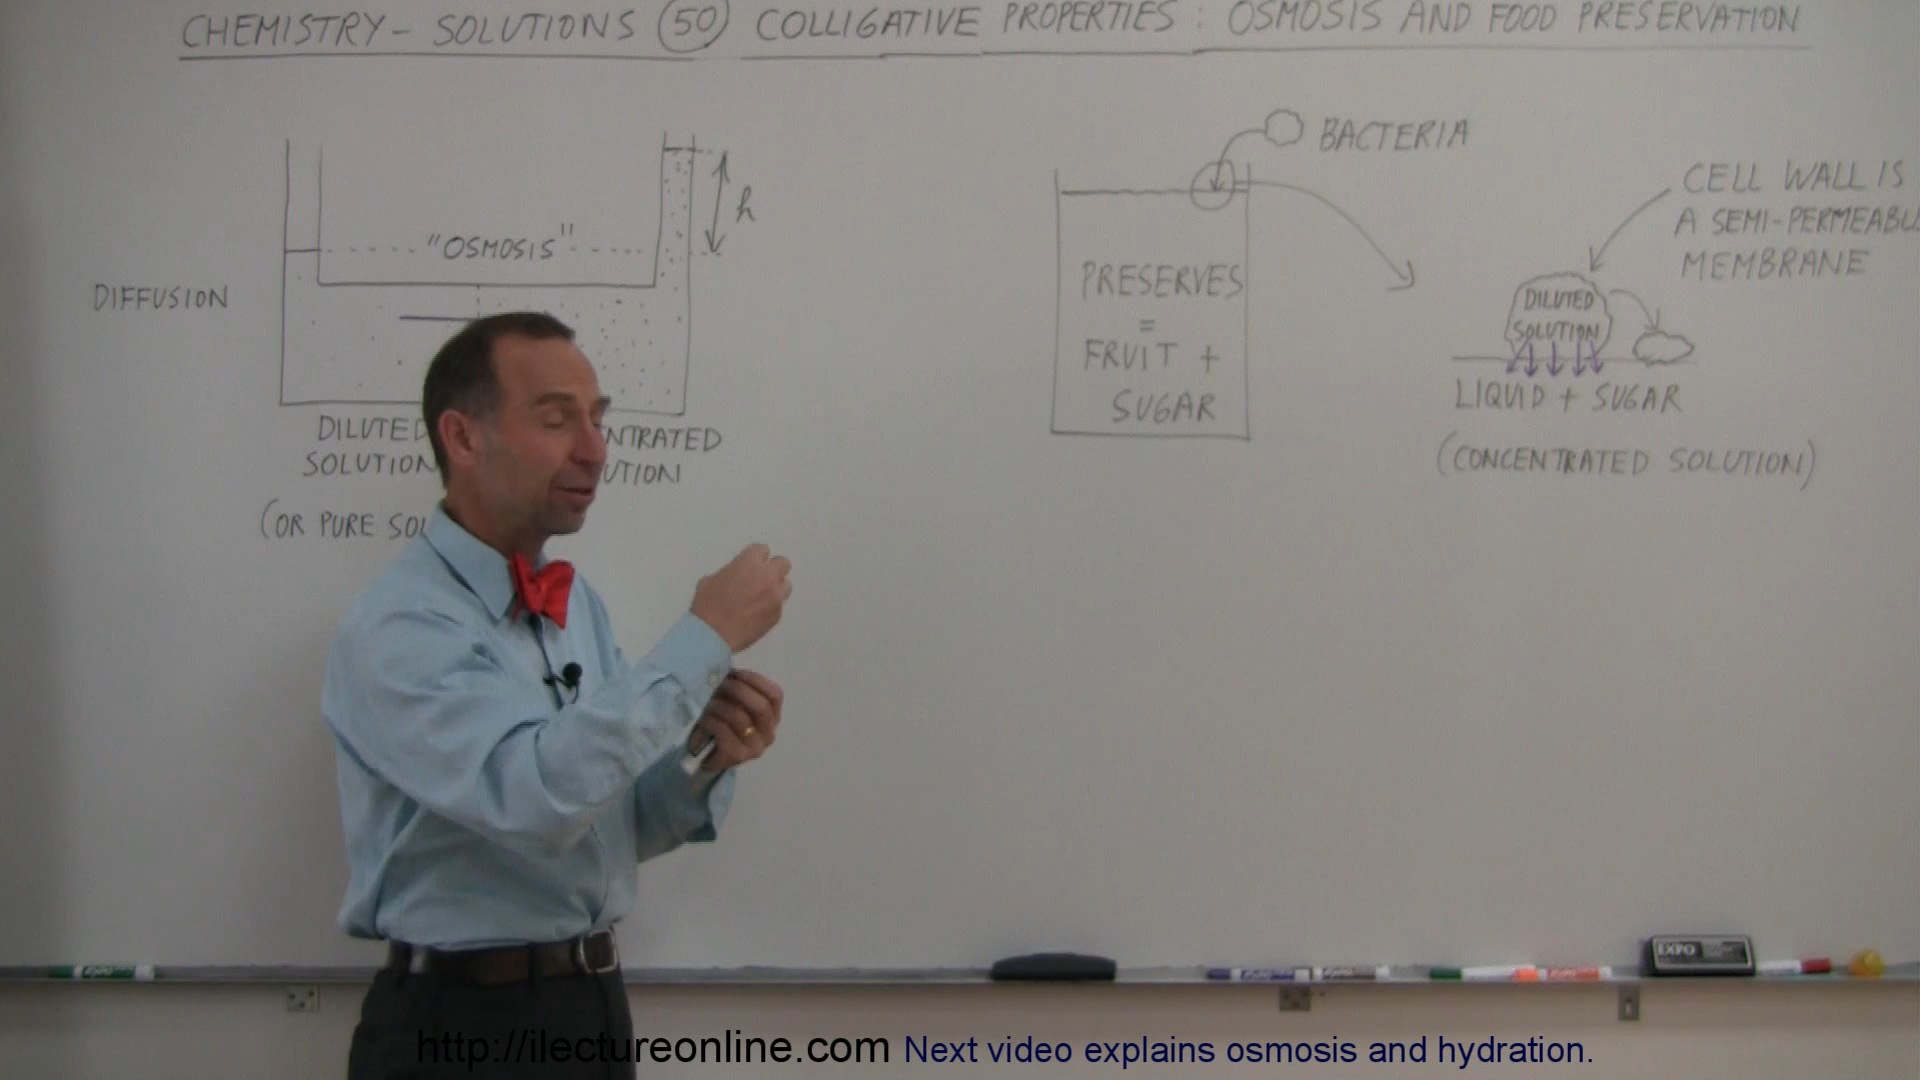 CHEMISTRY- SOLUTIONS 50 COLLIGATIVE PROPERTIES : OSMOSIS AND FOOD PRESERVATION
BACTERIA
CELL WALL IS
A SEMI-PERMEABL
MEMBRANE
h
"OSMOSIS"
DIFFUSION
PRESERVES
=
FRUIT +
SUGAR
DILUTED
SOLUTION
LIQUID + SUGAR
(CONCENTRATED SOLUTION)
DILUTED
SOLUTION
NTRATED
UTION
(OR PURE SOL
EXPO
http://ilectureonline.com Next video explains osmosis and hydration.